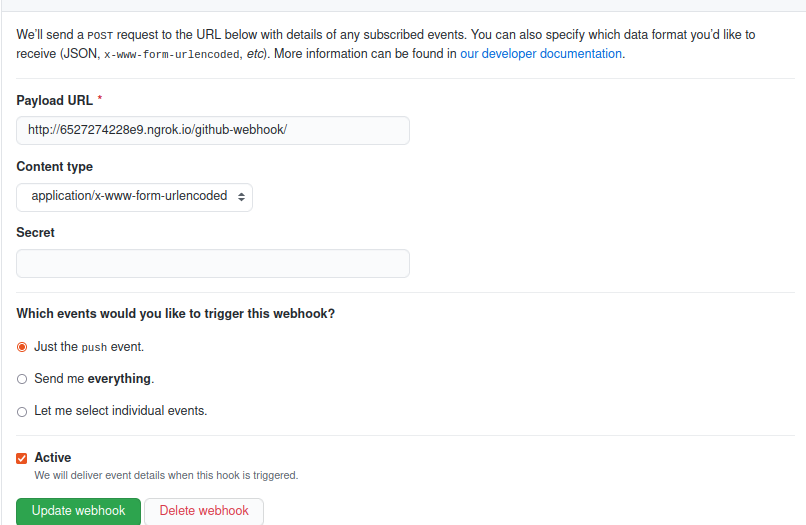 We'll send a POST request to the URL below with details of any subscribed events. You can also specify which data format you'd like to
receive (JSON, x-www-form-urlencoded, etc). More information can be found in our developer documentation.
Payload URL *
http://6527274228e9.ngrok.io/github-webhook/
Content type
application/x-www-form-urlencoded
Secret
Which events would you like to trigger this webhook?
Just the push event.
Send me everything.
Let me select individual events.
Active
We will deliver event details when this hook is triggered.
Update webhook Delete webhook